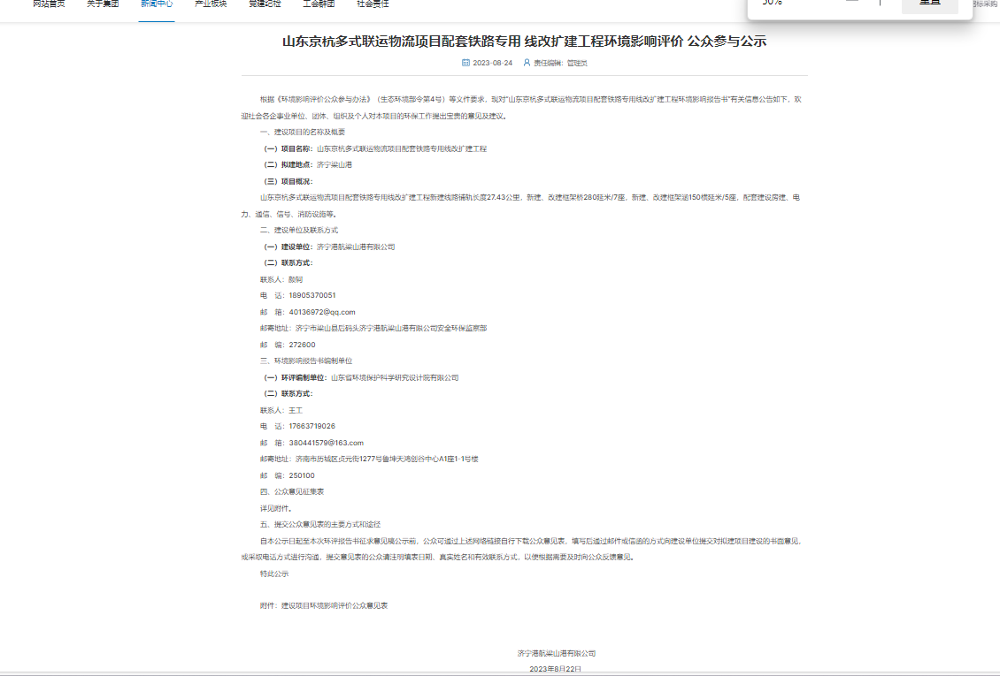 网站首页 关于集团 新闻中心 产业板块 党建纪检 工会群团 社会责任
50% — 重置 招标采购
山东京杭多式联运物流项目配套铁路专用 线改扩建工程环境影响评价 公众参与公示
2023-08-24 责任编辑：管理员
根据《环境影响评价公众参与办法》（生态环境部令第4号）等文件要求，现对"山东京杭多式联运物流项目配套铁路专用线改扩建工程环境影响报告书"有关信息公告如下，欢
迎社会各企事业单位、团体、组织及个人对本项目的环保工作提出宝贵的意见及建议。
一、建设项目的名称及概要
（一）项目名称：山东京杭多式联运物流项目配套铁路专用线改扩建工程
（二）拟建地点：济宁梁山港
（三）项目概况：
山东京杭多式联运物流项目配套铁路专用线改扩建工程新建线路铺轨长度27.43公里，新建、改建框架桥280延米/7座，新建、改建框架涵150横延米/5座，配套建设房建、电
力、通信、信号、消防设施等。
二、建设单位及联系方式
（一）建设单位：济宁港航梁山港有限公司
（二）联系方式：
联系人：颜钶
电 话：18905370051
邮 箱：40136972@qq.com
邮寄地址：济宁市梁山县后码头济宁港航梁山港有限公司安全环保监察部
邮 编：272600
三、环境影响报告书编制单位
（一）环评编制单位：山东省环境保护科学研究设计院有限公司
（二）联系方式：
联系人：王工
电 话：17663719026
邮 箱：380441579@163.com
邮寄地址：济南市历城区贞元街1277号鲁坤天鸿创谷中心A1座1-1号楼
邮 编：250100
四、公众意见征集表
详见附件。
五、提交公众意见表的主要方式和途径
自本公示日起至本次环评报告书征求意见稿公示前，公众可通过上述网络链接自行下载公众意见表，填写后通过邮件或信函的方式向建设单位提交对拟建项目建设的书面意见，
或采取电话方式进行沟通，提交意见表的公众请注明填表日期、真实姓名和有效联系方式，以便根据需要及时向公众反馈意见。
特此公示
附件：建设项目环境影响评价公众意见表
济宁港航梁山港有限公司
2023年8月22日